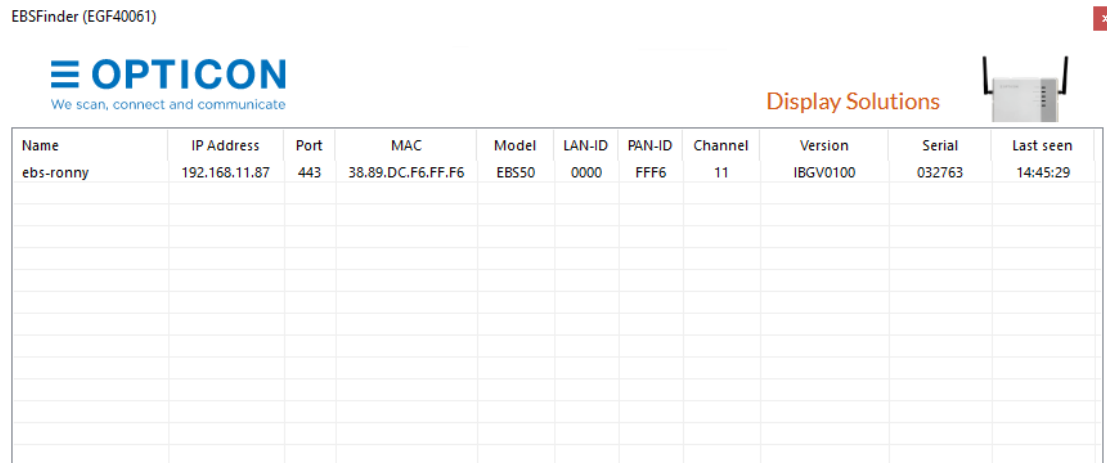 EBSFinder (EGF40061)
OPTICON
We scan, connect and communicate
Display Solutions
Name IP Address Port MAC Model LAN-ID PAN-ID Channel Version Serial Last seen
ebs-ronny 192.168.11.87 443 38.89.DC.F6.FF.F6 EBS50 0000 FFF6 11 IBGV0100 032763 14:45:29